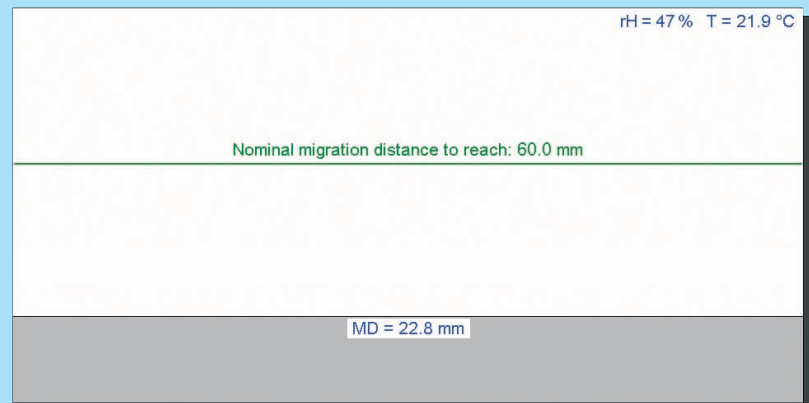 rH = 47 % T = 21.9 °C
Nominal migration distance to reach: 60.0 mm
MD = 22.8 mm